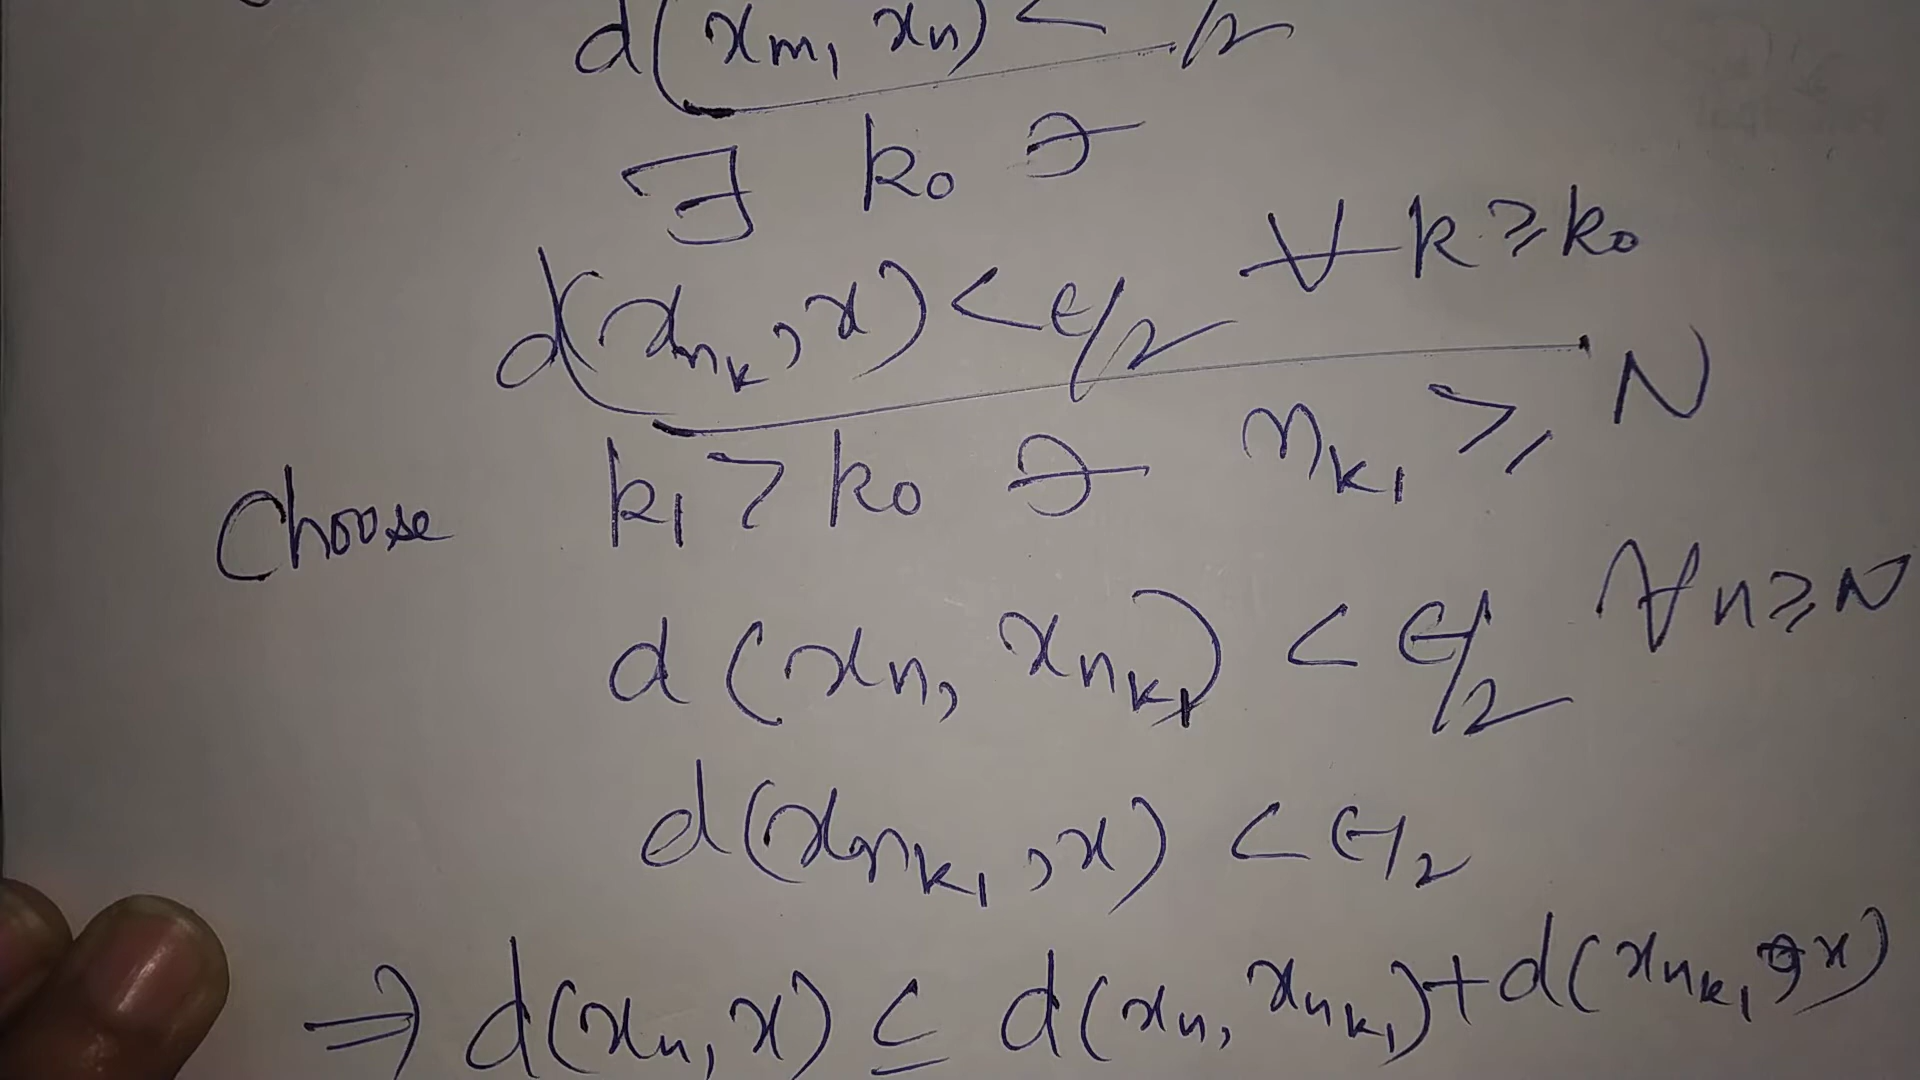 d(xₘ, xₙ) < /2
∃ k₀ ∋
d(xₙₖ, x) < ϵ/2 ∀ k ⩾ k₀
Choose k₁ > k₀ ∋ nₖ₁ ⩾ N
d(xₙ, xₙₖ₁) < ϵ/2 ∀ n ⩾ N
d(xₙₖ₁, x) < ϵ/2
⇒ d(xₙ, x) ≤ d(xₙ, xₙₖ₁) + d(xₙₖ₁, x)